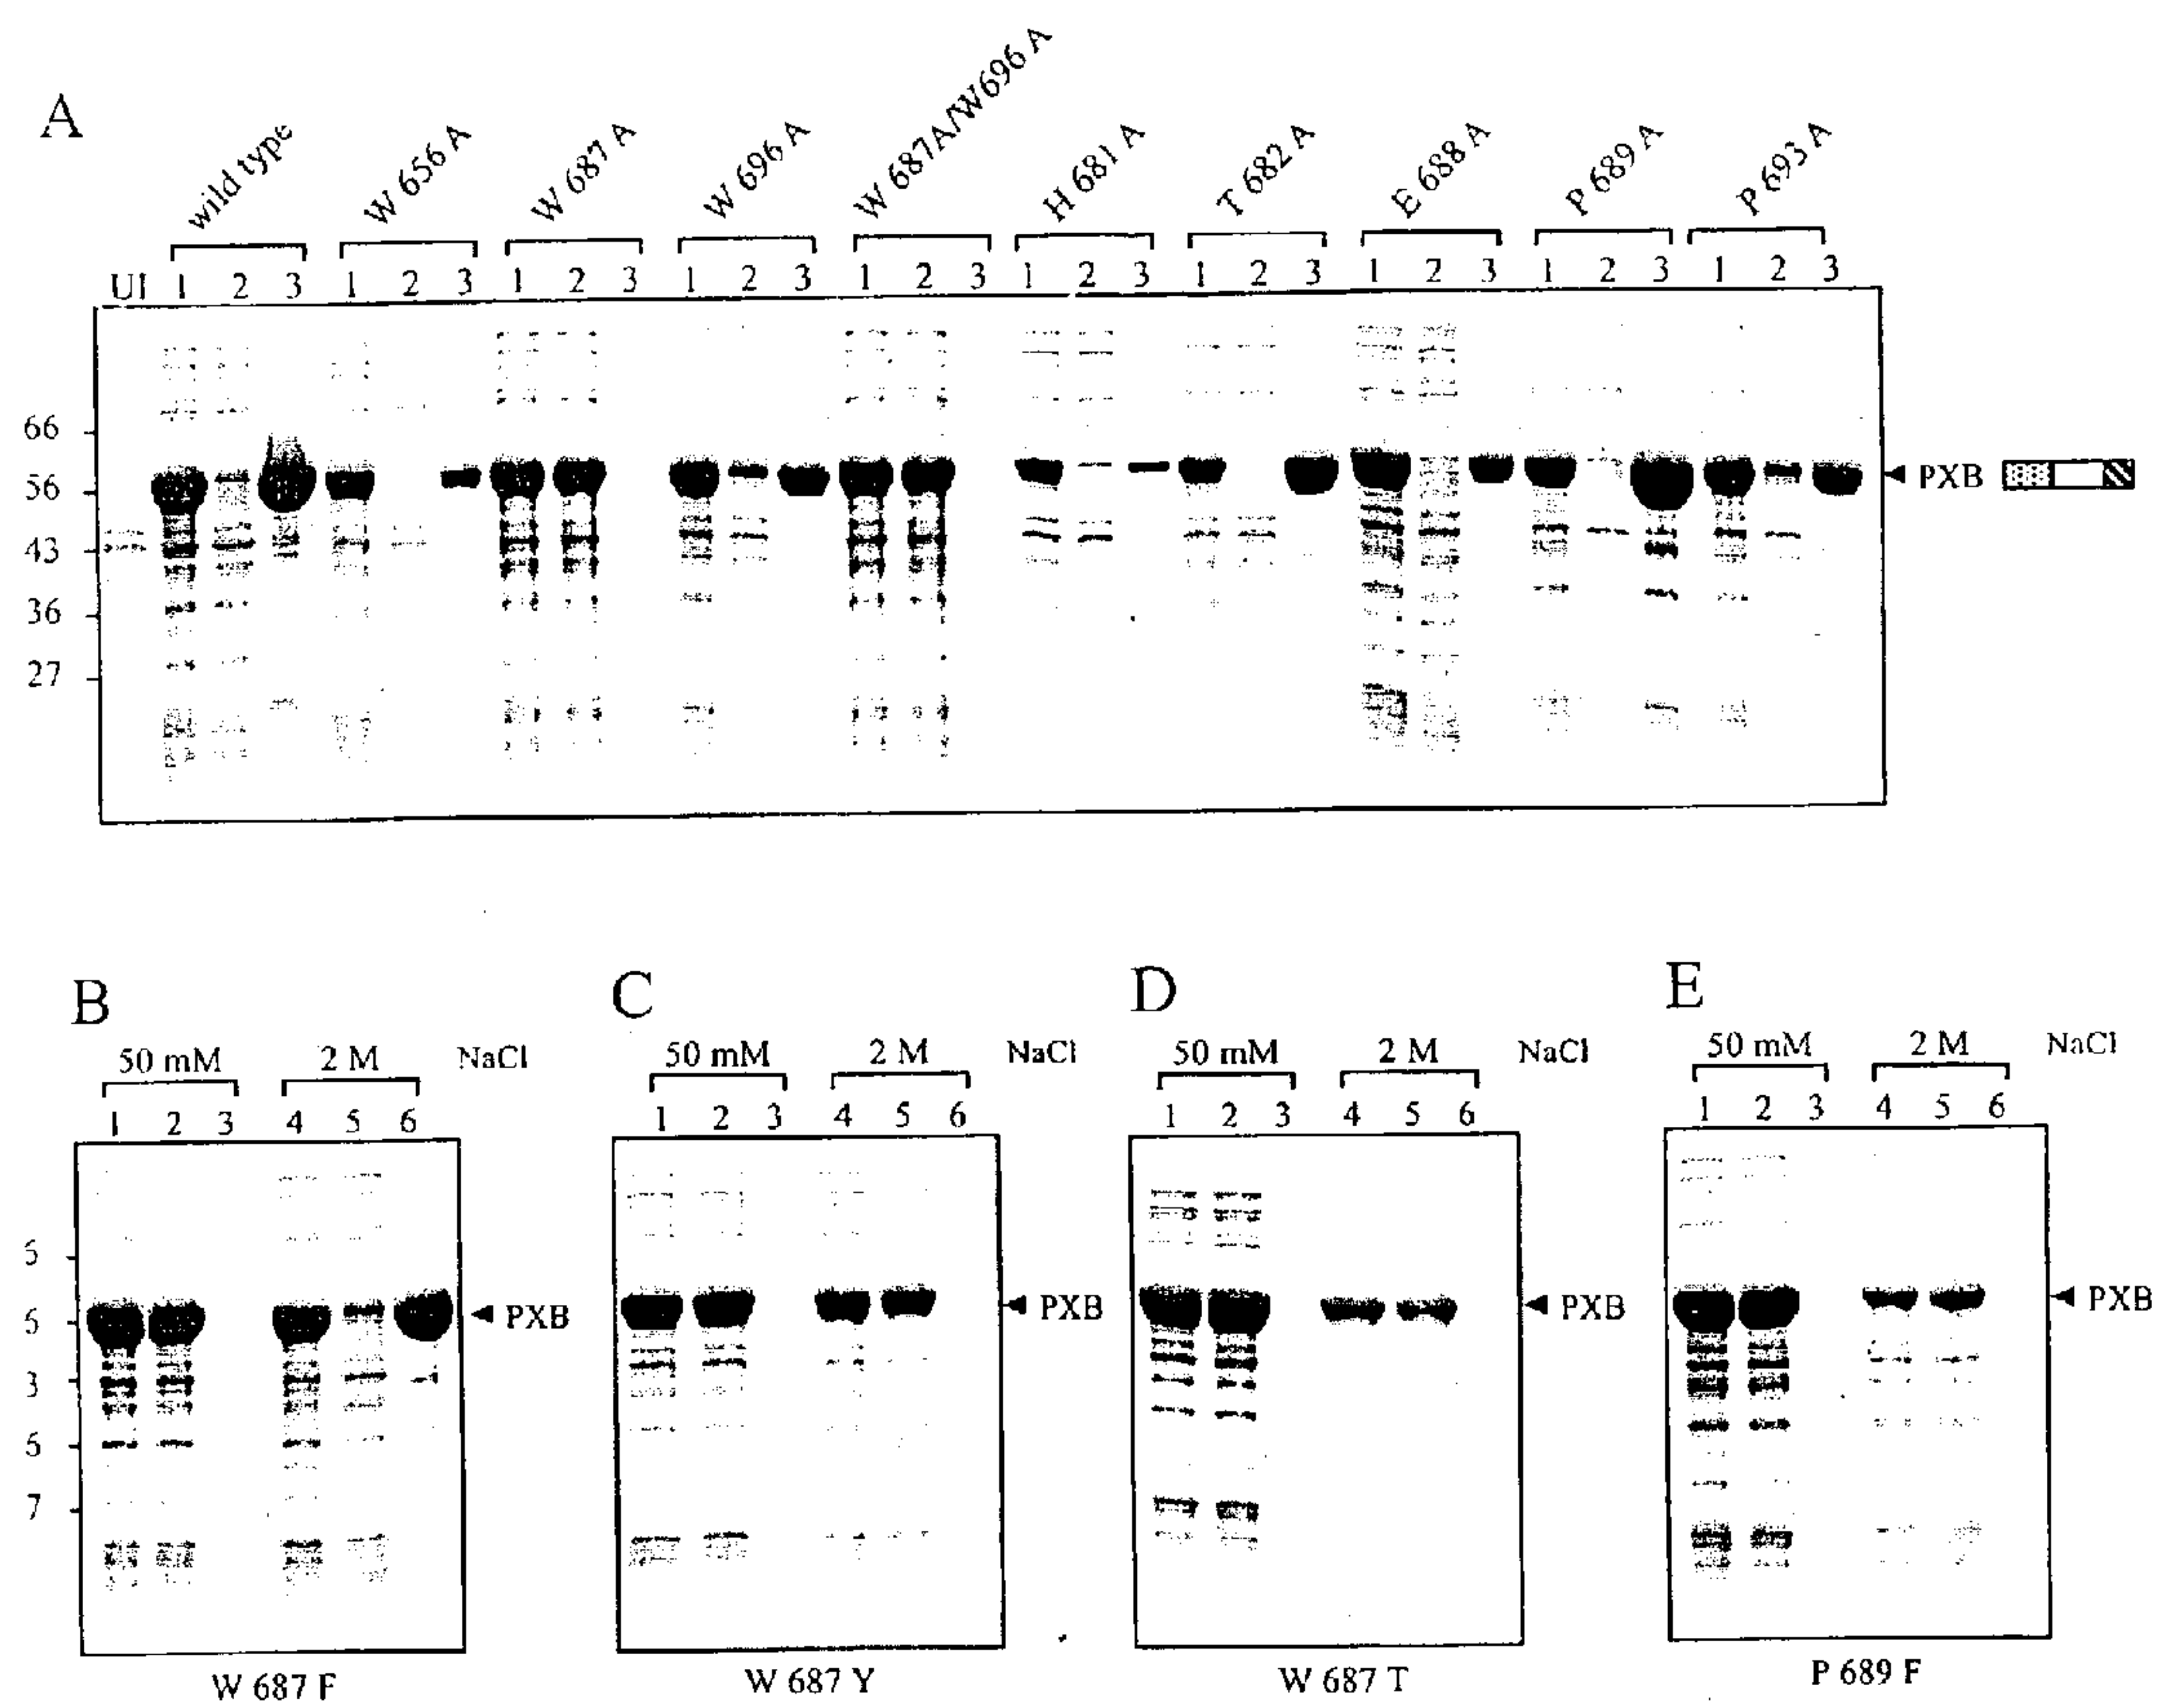 A
wild type W 656 A W 687 A W 696 A W 687A/W696 A H 681 A T 682 A E 688 A P 689 A P 693 A
UI 1 2 3 1 2 3 1 2 3 1 2 3 1 2 3 1 2 3 1 2 3 1 2 3 1 2 3 1 2 3
66
56
43
36
27
PXB
B C D E
50 mM 2 M NaCl 50 mM 2 M NaCl 50 mM 2 M NaCl 50 mM 2 M NaCl
1 2 3 4 5 6 1 2 3 4 5 6 1 2 3 4 5 6 1 2 3 4 5 6
6
6
3
6
7
PXB PXB PXB PXB
W 687 F W 687 Y W 687 T P 689 F